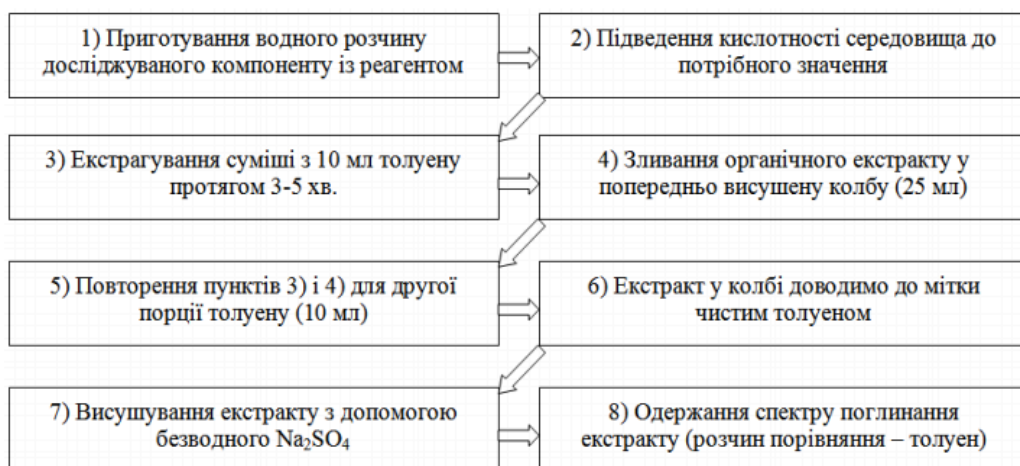 1) Приготування водного розчину
досліджуваного компоненту із реагентом
2) Підведення кислотності середовища до
потрібного значення
3) Екстрагування суміші з 10 мл толуену
протягом 3-5 хв.
4) Зливання органічного екстракту у
попередньо висушену колбу (25 мл)
5) Повторення пунктів 3) і 4) для другої
порції толуену (10 мл)
6) Екстракт у колбі доводимо до мітки
чистим толуеном
7) Висушування екстракту з допомогою
безводного Na₂SO₄
8) Одержання спектру поглинання
екстракту (розчин порівняння – толуен)